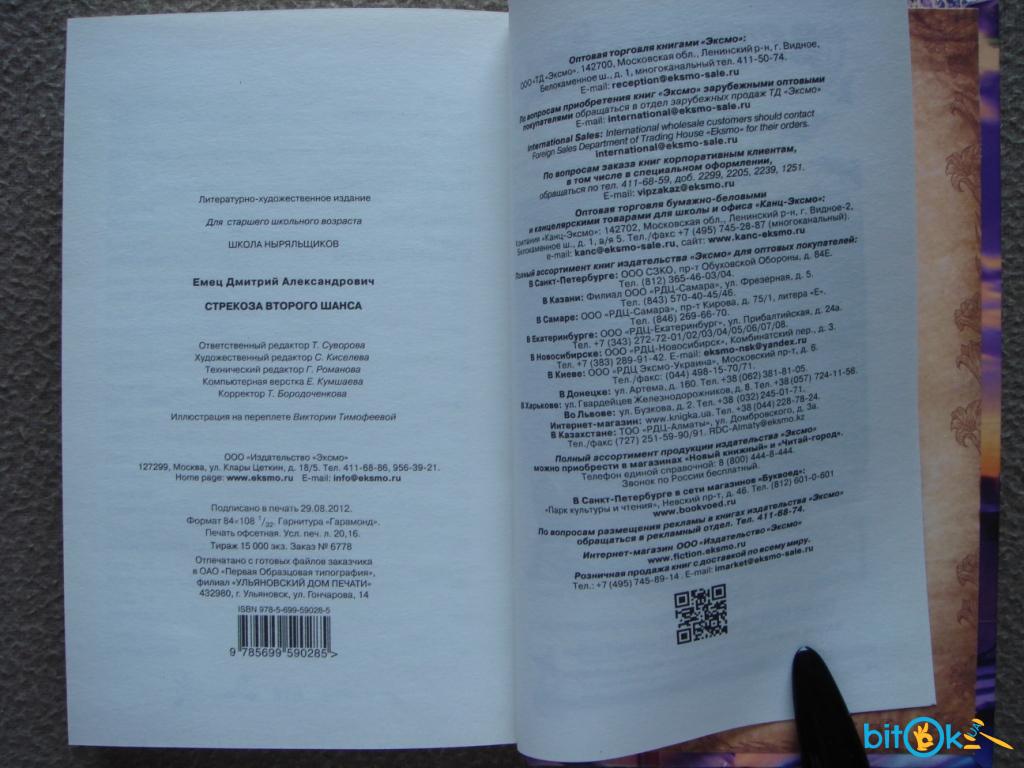 Литературно-художественное издание
Для старшего школьного возраста
ШКОЛА НЫРЯЛЬЩИКОВ
Емец Дмитрий Александрович
СТРЕКОЗА ВТОРОГО ШАНСА
Ответственный редактор Т. Суворова
Художественный редактор С. Киселева
Технический редактор Г. Романова
Компьютерная верстка Е. Кумшаева
Корректор Т. Бородоченкова
Иллюстрация на переплете Виктории Тимофеевой
ООО «Издательство «Эксмо»
127299, Москва, ул. Клары Цеткин, д. 18/5. Тел. 411-68-86, 956-39-21.
Home page: www.eksmo.ru E-mail: info@eksmo.ru
Подписано в печать 29.08.2012.
Формат 84×108 1/32. Гарнитура «Гарамонд».
Печать офсетная. Усл. печ. л. 20,16.
Тираж 15 000 экз. Заказ № 6778
Отпечатано с готовых файлов заказчика
в ОАО «Первая Образцовая типография»,
филиал «УЛЬЯНОВСКИЙ ДОМ ПЕЧАТИ»
432980, г. Ульяновск, ул. Гончарова, 14
ISBN 978-5-699-59028-5
9 785699 590285>
Оптовая торговля книгами «Эксмо»:
ООО «ТД «Эксмо». 142700, Московская обл., Ленинский р-н, г. Видное,
Белокаменное ш., д. 1, многоканальный тел. 411-50-74.
E-mail: reception@eksmo-sale.ru
По вопросам приобретения книг «Эксмо» зарубежными оптовыми
покупателями обращаться в отдел зарубежных продаж ТД «Эксмо»
E-mail: international@eksmo-sale.ru
International Sales: International wholesale customers should contact
Foreign Sales Department of Trading House «Eksmo» for their orders.
international@eksmo-sale.ru
По вопросам заказа книг корпоративным клиентам,
в том числе в специальном оформлении,
обращаться по тел. 411-68-59, доб. 2299, 2205, 2239, 1251.
E-mail: vipzakaz@eksmo.ru
Оптовая торговля бумажно-беловыми
и канцелярскими товарами для школы и офиса «Канц-Эксмо»:
Компания «Канц-Эксмо»: 142702, Московская обл., Ленинский р-н, г. Видное-2,
Белокаменное ш., д. 1, а/я 5. Тел./факс +7 (495) 745-28-87 (многоканальный).
e-mail: kanc@eksmo-sale.ru, сайт: www.kanc-eksmo.ru
Полный ассортимент книг издательства «Эксмо» для оптовых покупателей:
В Санкт-Петербурге: ООО СЗКО, пр-т Обуховской Обороны, д. 84Е.
Тел. (812) 365-46-03/04.
В Казани: Филиал ООО «РДЦ-Самара», ул. Фрезерная, д. 5.
Тел. (843) 570-40-45/46.
В Самаре: ООО «РДЦ-Самара», пр-т Кирова, д. 75/1, литера «Е».
Тел. (846) 269-66-70.
В Екатеринбурге: ООО «РДЦ-Екатеринбург», ул. Прибалтийская, д. 24а.
Тел. +7 (343) 272-72-01/02/03/04/05/06/07/08.
В Новосибирске: ООО «РДЦ-Новосибирск», Комбинатский пер., д. 3.
Тел. +7 (383) 289-91-42. E-mail: eksmo-nsk@yandex.ru
В Киеве: ООО «РДЦ Эксмо-Украина», Московский пр-т, д. 6.
Тел./факс: (044) 498-15-70/71.
В Донецке: ул. Артема, д. 160. Тел. +38 (062) 381-81-05.
В Харькове: ул. Гвардейцев Железнодорожников, д. 8. Тел. +38 (057) 724-11-56.
Во Львове: ул. Бузкова, д. 2. Тел. +38 (032) 245-01-71.
Интернет-магазин: www.knigka.ua. Тел. +38 (044) 228-78-24.
В Казахстане: ТОО «РДЦ-Алматы», ул. Домбровского, д. 3а.
Тел./факс (727) 251-59-90/91. RDC-Almaty@eksmo.kz
Полный ассортимент продукции издательства «Эксмо»
можно приобрести в магазинах «Новый книжный» и «Читай-город».
Телефон единой справочной: 8 (800) 444-8-444.
Звонок по России бесплатный.
В Санкт-Петербурге в сети магазинов «Буквоед»:
«Парк культуры и чтения», Невский пр-т, д. 46. Тел. (812) 601-0-601
www.bookvoed.ru
По вопросам размещения рекламы в книгах издательства «Эксмо»
обращаться в рекламный отдел. Тел. 411-68-74.
Интернет-магазин ООО «Издательство «Эксмо»
www.fiction.eksmo.ru
Розничная продажа книг с доставкой по всему миру.
Тел.: +7 (495) 745-89-14. E-mail: imarket@eksmo-sale.ru
bitOk
UA